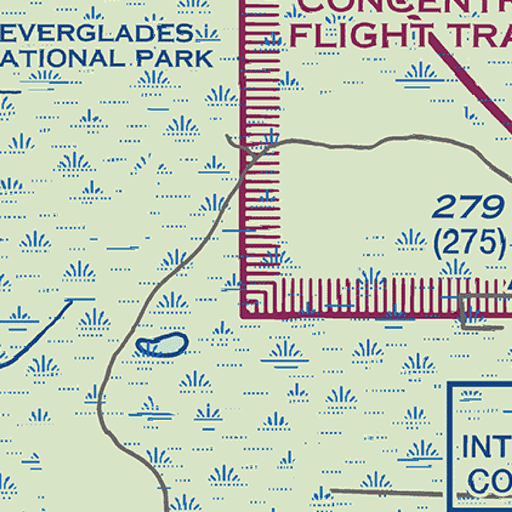 EVERGLADES
ATIONAL PARK
CONCENTR
FLIGHT TRA
279
(275)
INT
CO